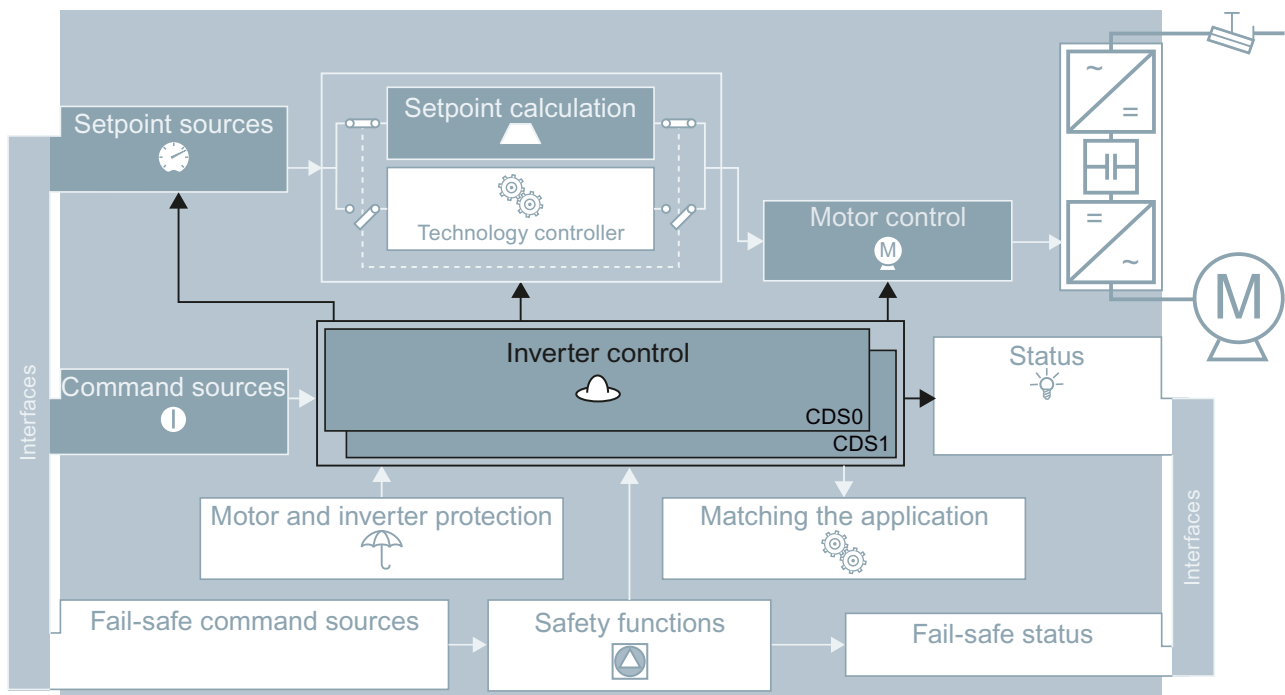 Setpoint sources
Setpoint calculation
Technology controller
Motor control
M
~
=
=
~
M
Interfaces
Command sources
Inverter control
CDS0
CDS1
Status
Motor and inverter protection
Matching the application
Interfaces
Fail-safe command sources
Safety functions
Fail-safe status